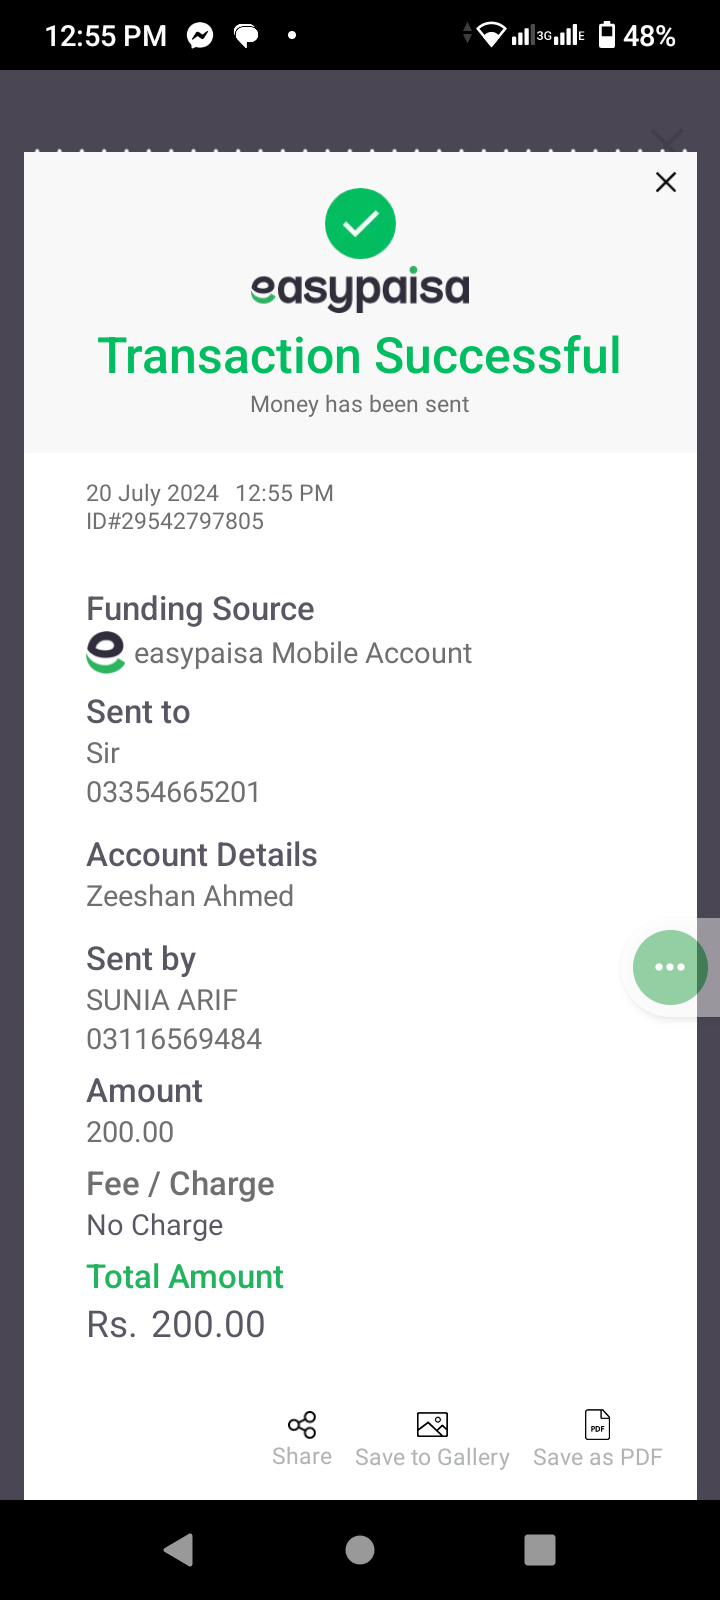 12:55 PM
3G E 48%
easypaisa
Transaction Successful
Money has been sent
20 July 2024 12:55 PM
ID#29542797805
Funding Source
easypaisa Mobile Account
Sent to
Sir
03354665201
Account Details
Zeeshan Ahmed
Sent by
SUNIA ARIF
03116569484
Amount
200.00
Fee / Charge
No Charge
Total Amount
Rs. 200.00
PDF
Share Save to Gallery Save as PDF